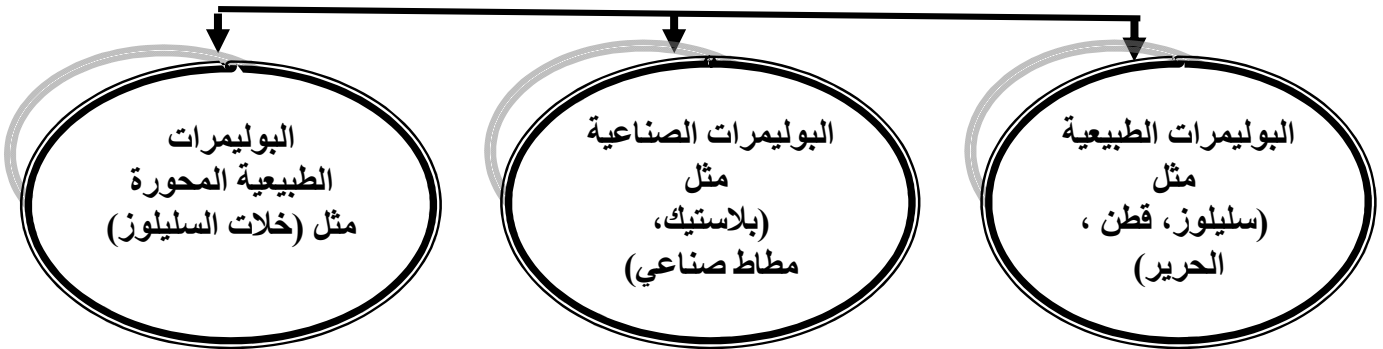 البوليمرات الطبيعية
مثل
(سليلوز، قطن ،
الحرير)
البوليمرات الصناعية
مثل
(بلاستيك،
مطاط صناعي)
البوليمرات
الطبيعية المحورة
مثل (خلات السليلوز)